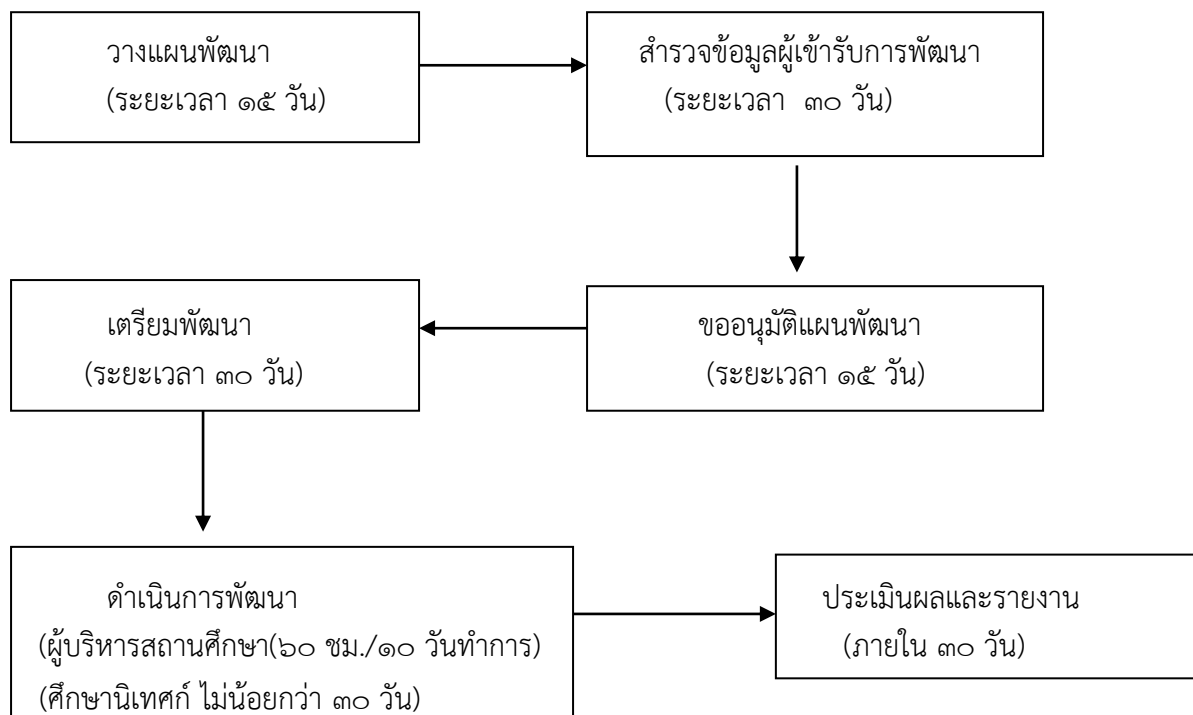 วางแผนพัฒนา
(ระยะเวลา ๑๕ วัน)
สำรวจข้อมูลผู้เข้ารับการพัฒนา
(ระยะเวลา ๓๐ วัน)
ขออนุมัติแผนพัฒนา
(ระยะเวลา ๑๕ วัน)
เตรียมพัฒนา
(ระยะเวลา ๓๐ วัน)
ดำเนินการพัฒนา
(ผู้บริหารสถานศึกษา(๖๐ ชม./๑๐ วันทำการ)
(ศึกษานิเทศก์ ไม่น้อยกว่า ๓๐ วัน)
ประเมินผลและรายงาน
(ภายใน ๓๐ วัน)